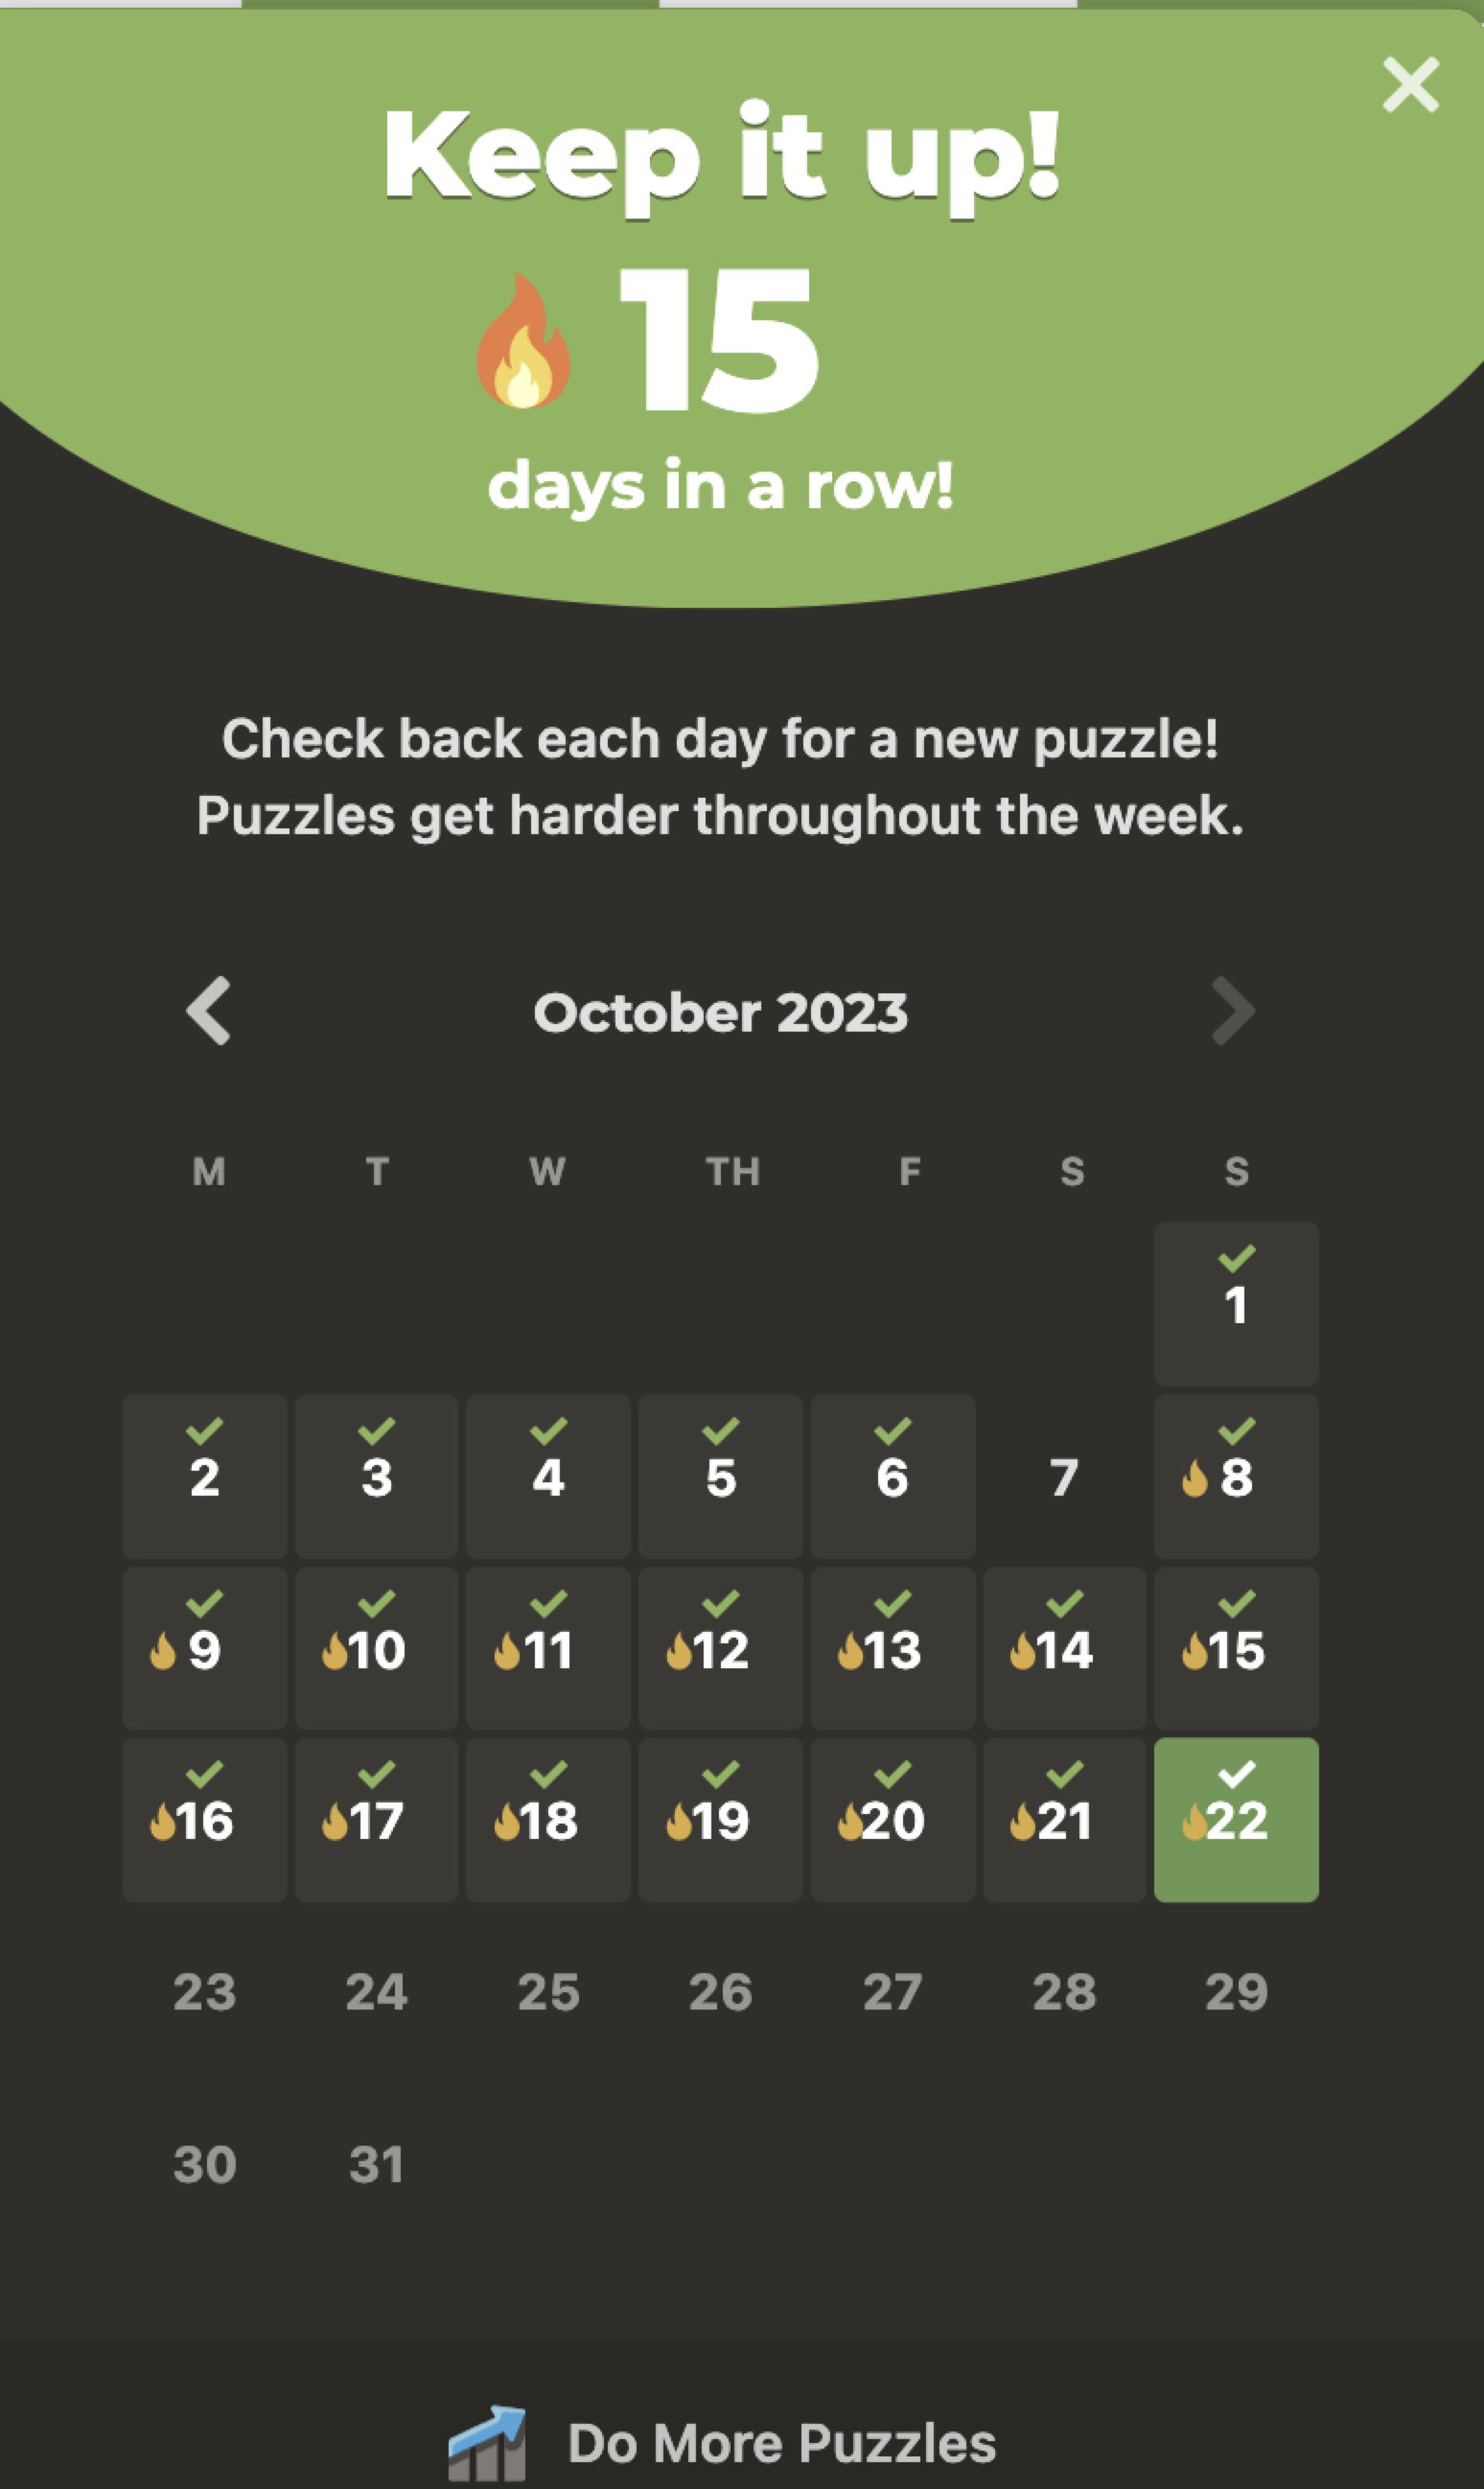 Keep it up!
15
days in a row!
Check back each day for a new puzzle!
Puzzles get harder throughout the week.
October 2023
M T W TH F S S
1
2 3 4 5 6 7 8
9 10 11 12 13 14 15
16 17 18 19 20 21 22
23 24 25 26 27 28 29
30 31
Do More Puzzles